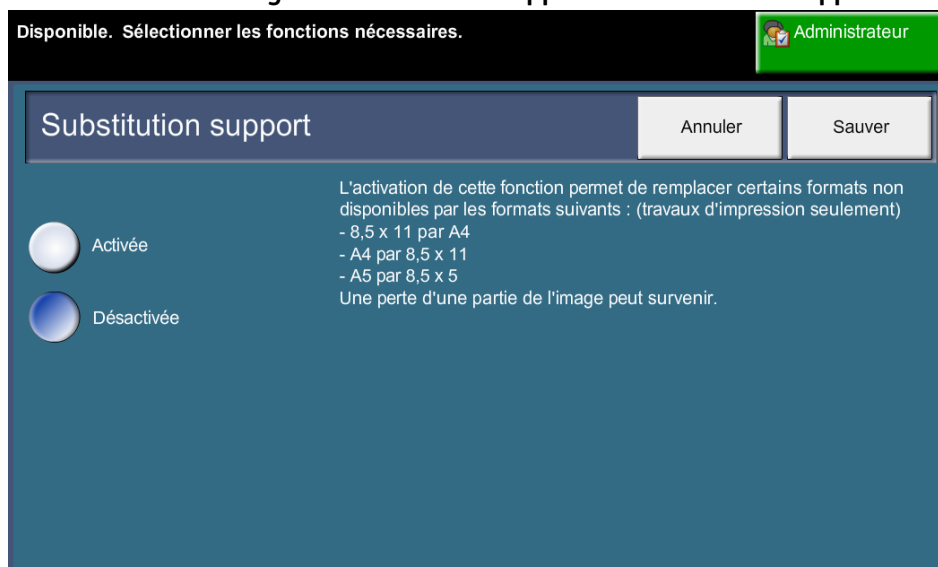 Disponible. Sélectionner les fonctions nécessaires.
Administrateur
Substitution support
Annuler
Sauver
L'activation de cette fonction permet de remplacer certains formats non
disponibles par les formats suivants : (travaux d'impression seulement)
- 8,5 x 11 par A4
- A4 par 8,5 x 11
- A5 par 8,5 x 5
Une perte d'une partie de l'image peut survenir.
Activée
Désactivée